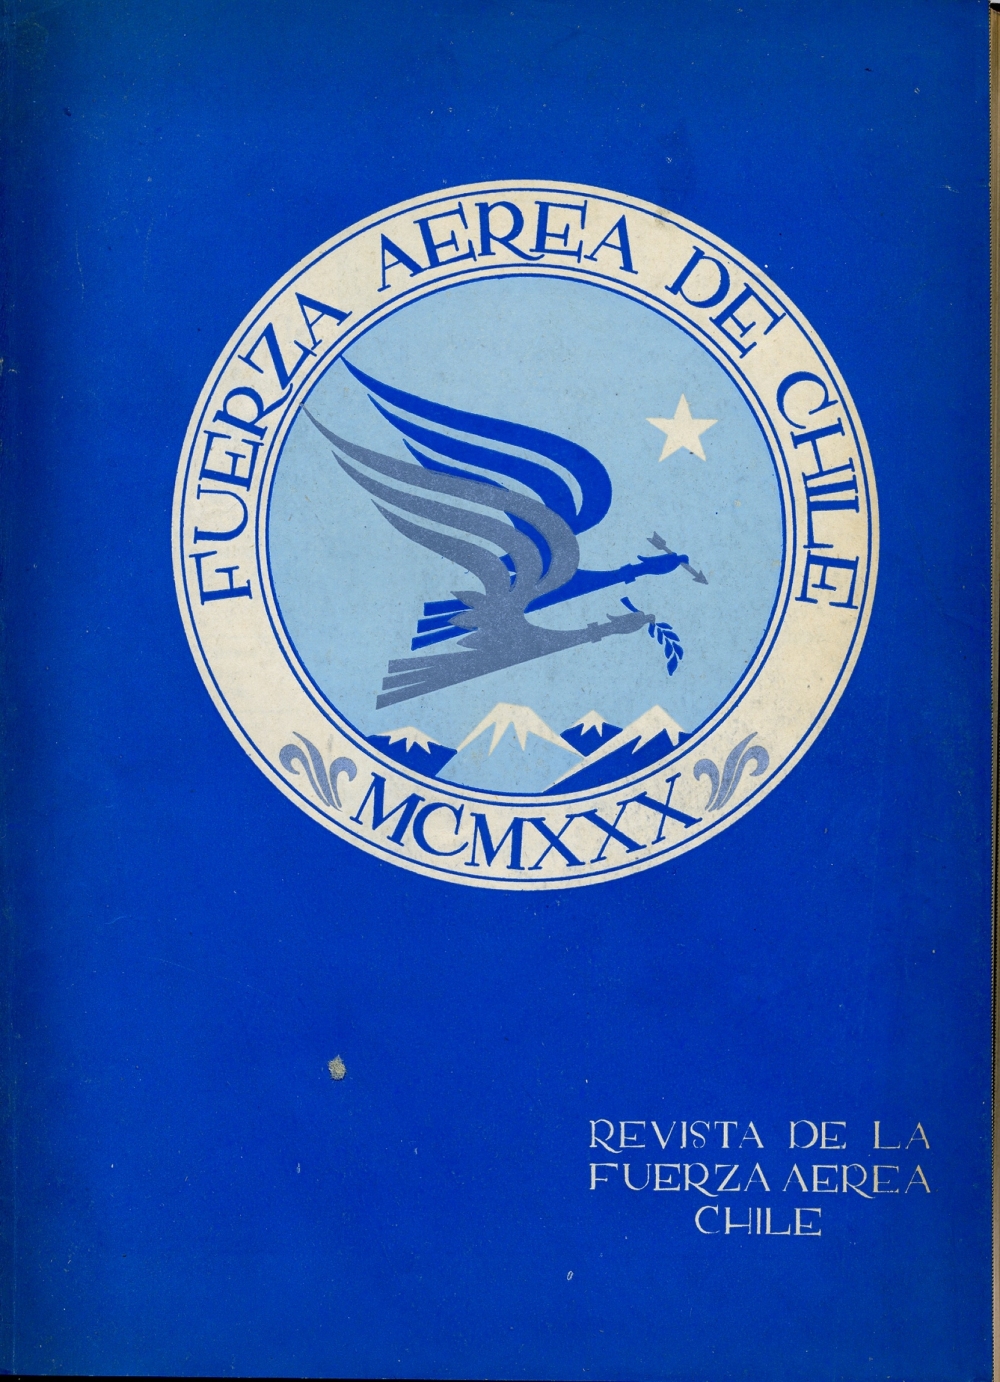 FUERZA AEREA DE CHILE
MCMXXX
REVISTA DE LA
FUERZA AEREA
CHILE